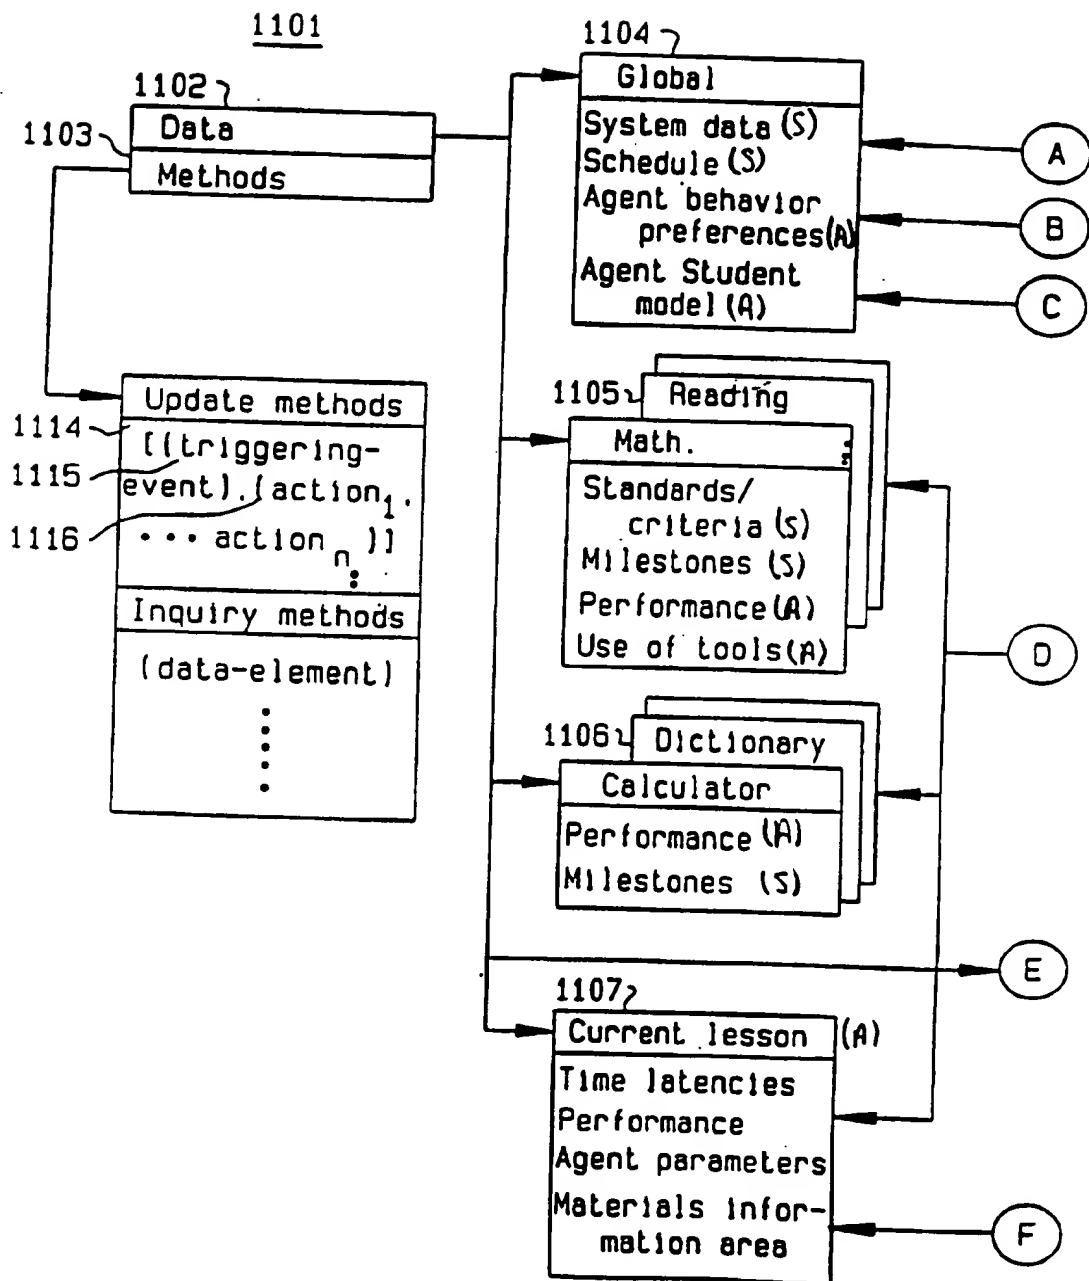 1101
1102
Data
1103
Methods
1104
Global
System data (S)
Schedule (S)
Agent behavior
preferences (A)
Agent Student
model (A)
A
B
C
Update methods
1114
[((triggering-
1115
event).(action1.
1116
... action n )]]
Inquiry methods
(data-element)
1105
Reading
Math.
Standards/
criteria (S)
Milestones (S)
Performance (A)
Use of tools (A)
D
1106
Dictionary
Calculator
Performance (A)
Milestones (S)
E
1107
Current lesson (A)
Time latencies
Performance
Agent parameters
Materials infor-
mation area
F